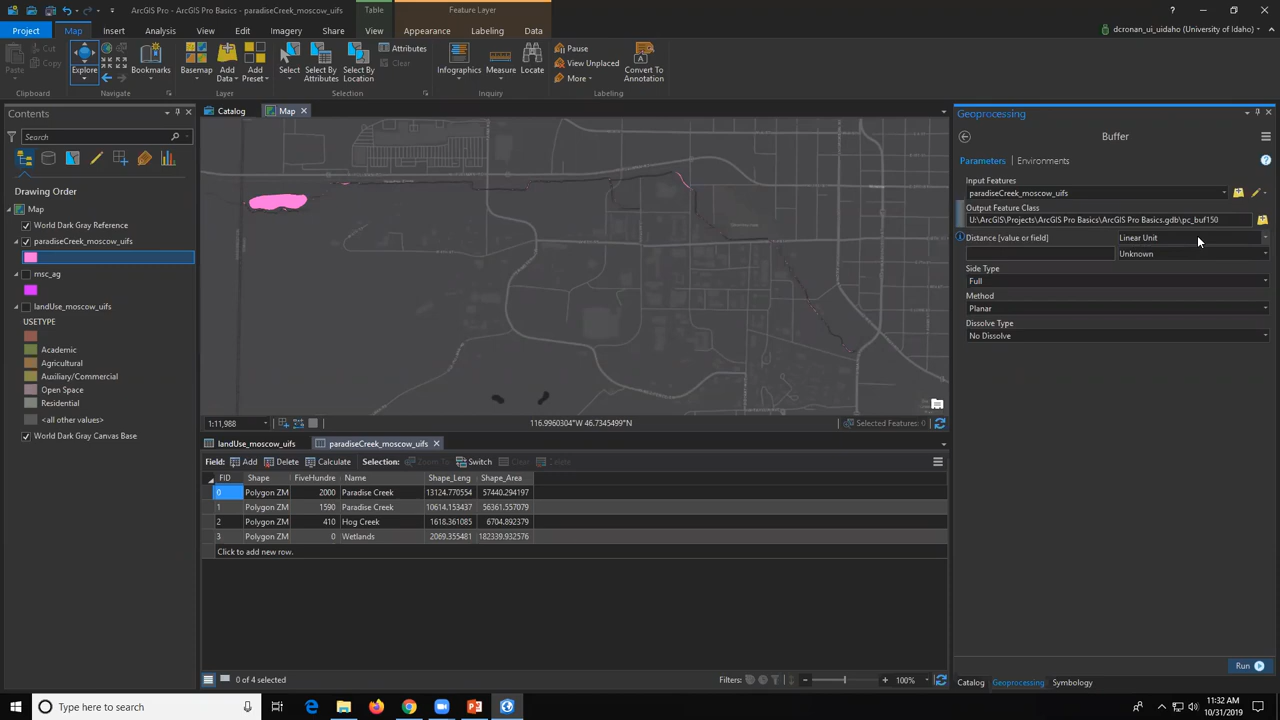 ArcGIS Pro - ArcGIS Pro Basics - paradiseCreek_moscow_uifs
Table
Feature Layer
dcronan_ui_uidaho (University of Idaho)
Project Map Insert Analysis View Edit Imagery Share View Appearance Labeling Data
Paste Cut Copy
Explore Bookmarks
Navigate
Basemap Add Data Add Preset
Layer
Select Select By Attributes Select By Location Attributes Clear
Selection
Infographics Measure Locate
Inquiry
Pause View Unplaced More
Convert To Annotation
Labeling
Contents
Search
Drawing Order
Map
World Dark Gray Reference
paradiseCreek_moscow_uifs
msc_ag
landUse_moscow_uifs
USETYPE
Academic
Agricultural
Auxiliary/Commercial
Open Space
Residential
<all other values>
World Dark Gray Canvas Base
Catalog Map
1:11,988
116.9960304°W 46.7345499°N
Selected Features: 0
landUse_moscow_uifs paradiseCreek_moscow_uifs
Field: Add Delete Calculate Selection: Zoom To Switch Clear Delete
FID Shape FiveHundre Name Shape_Leng Shape_Area
0 Polygon ZM 2000 Paradise Creek 13124.770554 57440.294197
1 Polygon ZM 1590 Paradise Creek 10614.153437 56361.557079
2 Polygon ZM 410 Hog Creek 1618.361085 6704.892379
3 Polygon ZM 0 Wetlands 2069.355481 182339.932576
Click to add new row.
0 of 4 selected
Filters:
100%
Geoprocessing
Buffer
Parameters Environments
Input Features
paradiseCreek_moscow_uifs
Output Feature Class
U:\ArcGIS\Projects\ArcGIS Pro Basics\ArcGIS Pro Basics.gdb\pc_buf150
Distance [value or field] Linear Unit
Unknown
Side Type
Full
Method
Planar
Dissolve Type
No Dissolve
Run
Catalog Geoprocessing Symbology
Type here to search
11:32 AM
10/31/2019